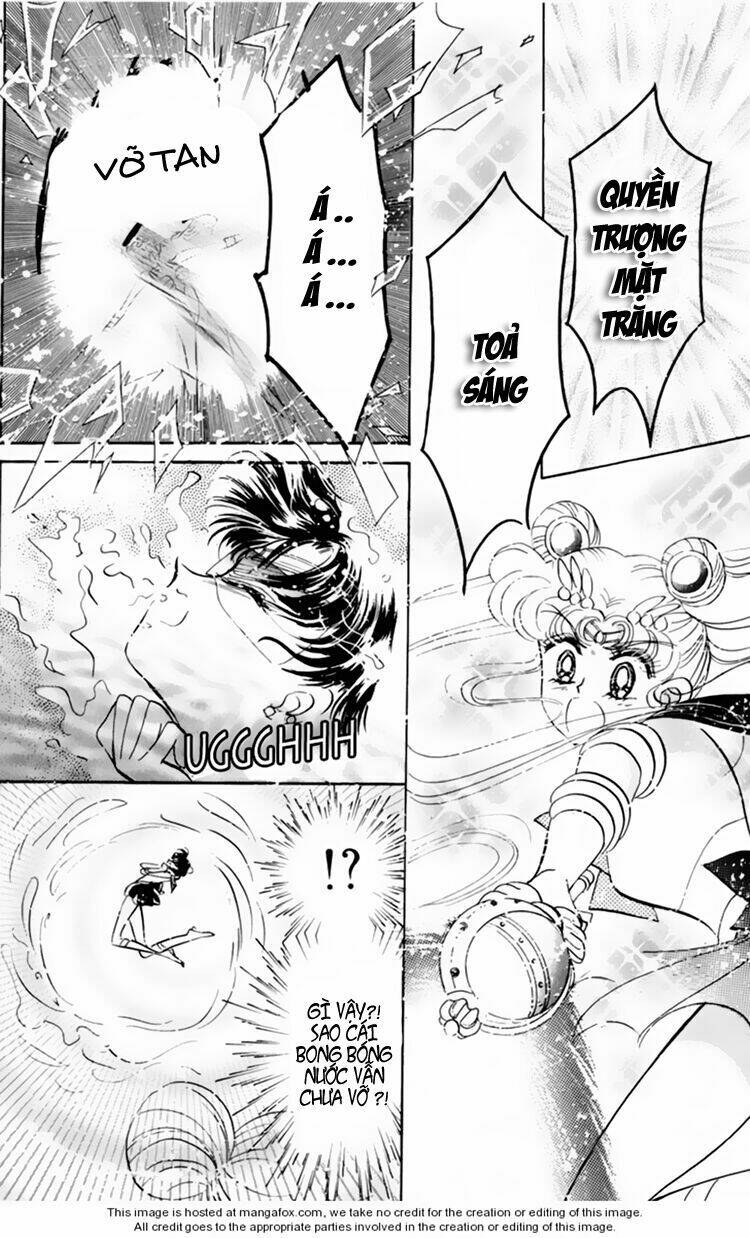 QUYỀN
TRƯỢNG
MẶT
TRĂNG
TOẢ
SÁNG
Á ..
Á ...
Á ...
VỠ TAN
UGGGHHH
!?
GÌ VẬY?!
SAO CÁI
BONG BÓNG
NƯỚC VẪN
CHƯA VỠ ?!
This image is hosted at mangafox.com, we take no credit for the creation or editing of this image.
All credit goes to the appropriate parties involved in the creation or editing of this image.